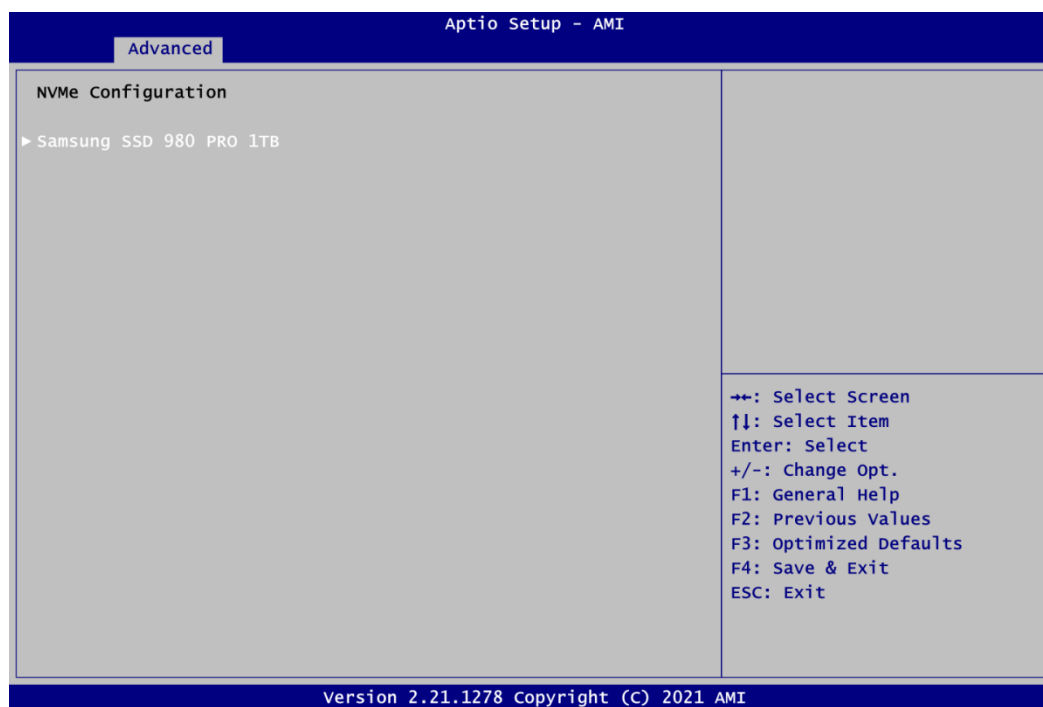 Aptio Setup - AMI
Advanced
NVMe Configuration
▶ Samsung SSD 980 PRO 1TB
→←: Select Screen
↑↓: Select Item
Enter: Select
+/-: Change Opt.
F1: General Help
F2: Previous Values
F3: Optimized Defaults
F4: Save & Exit
ESC: Exit
Version 2.21.1278 Copyright (C) 2021 AMI